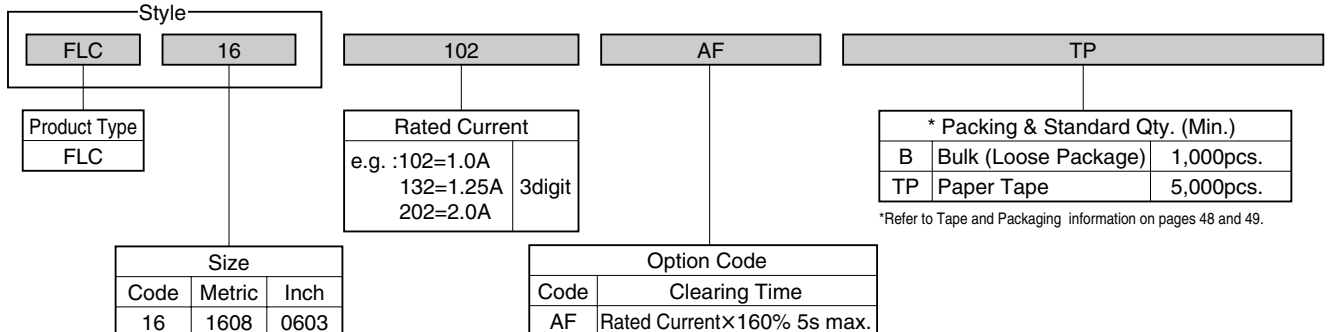 Style
FLC 16 102 AF TP
Product Type
FLC
Rated Current
e.g. :102=1.0A
132=1.25A
202=2.0A
3digit
* Packing & Standard Qty. (Min.)
B Bulk (Loose Package) 1,000pcs.
TP Paper Tape 5,000pcs.
*Refer to Tape and Packaging information on pages 48 and 49.
Size
Code Metric Inch
16 1608 0603
Option Code
Code Clearing Time
AF Rated Current×160% 5s max.